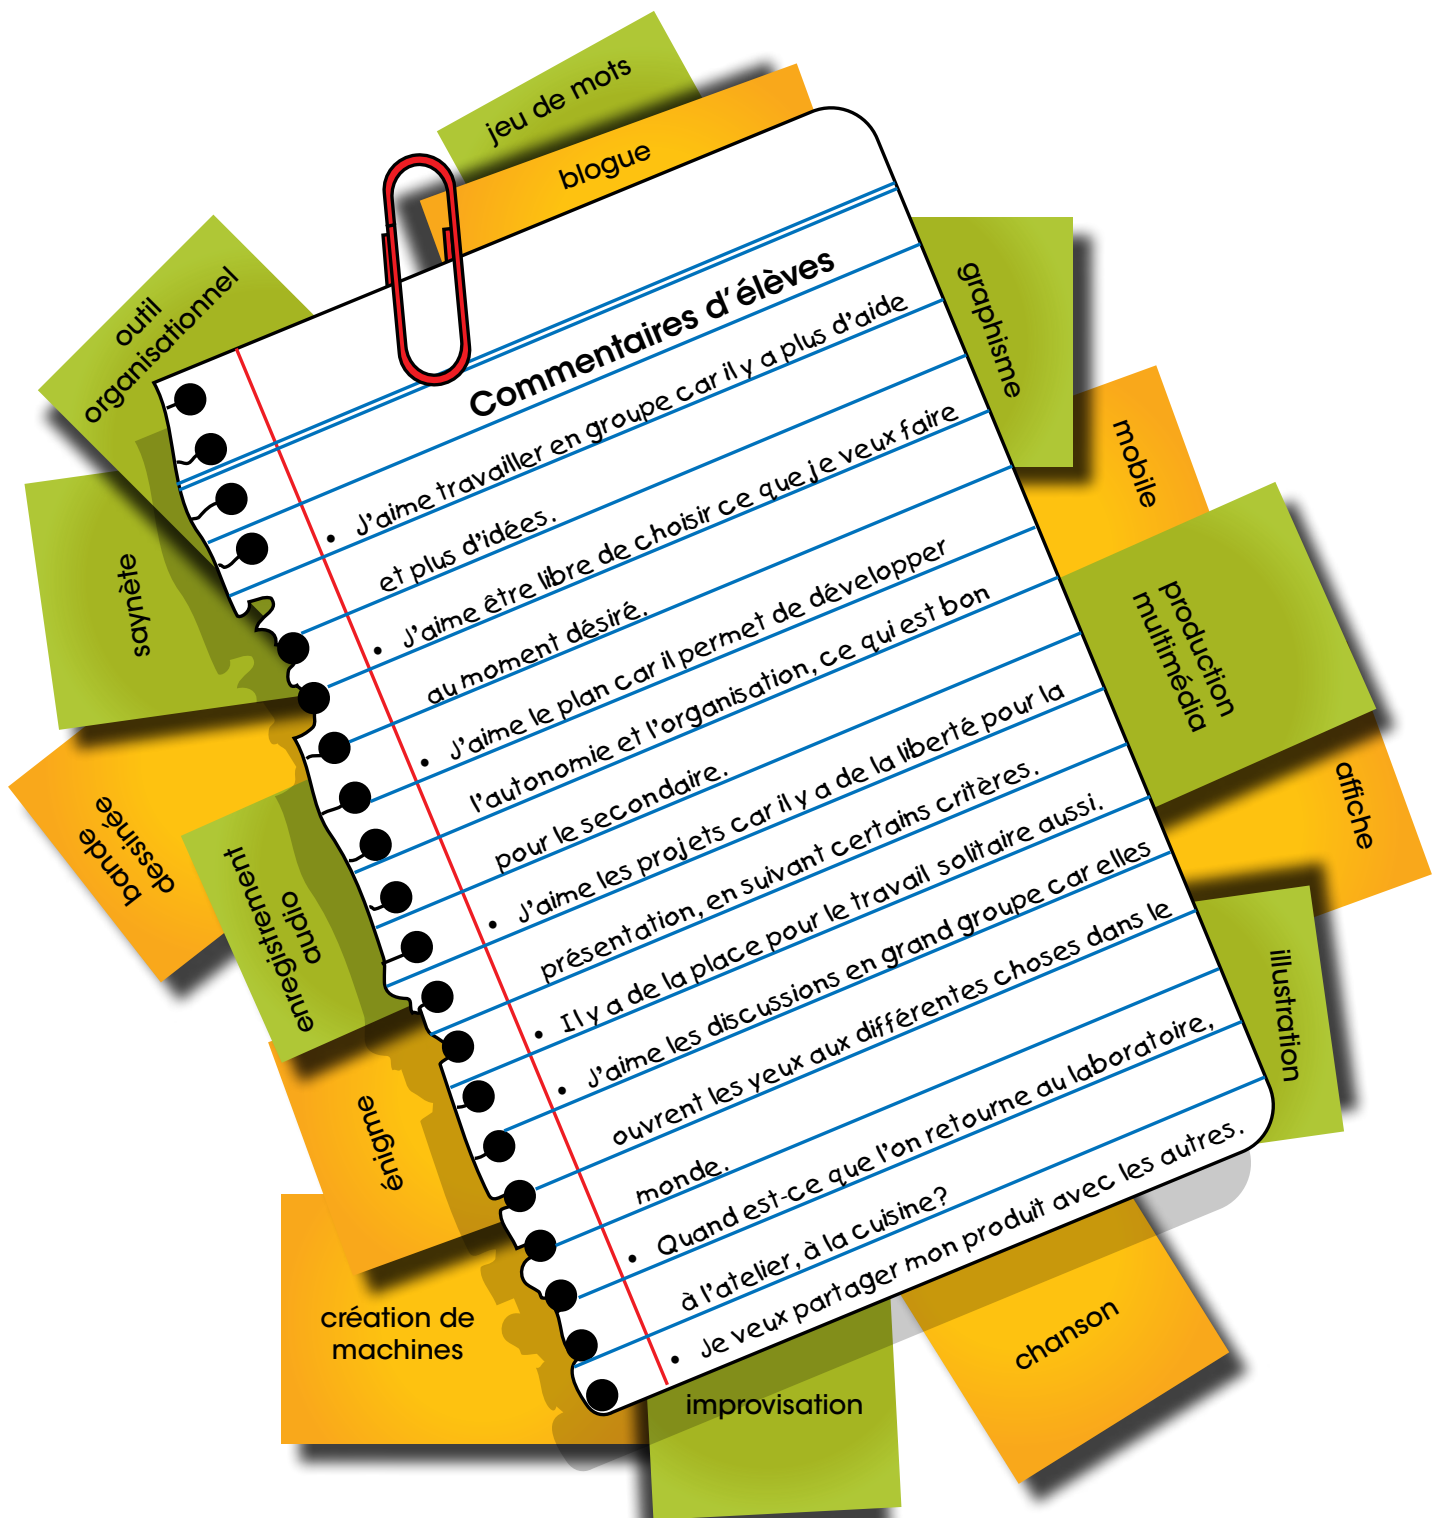 jeu de mots
blogue
outil
organisationnel
graphisme
mobile
saynète
production
multimédia
affiche
bande
dessinée
enregistrement
audio
illustration
énigme
création de
machines
improvisation
chanson
Commentaires d'élèves
• J'aime travailler en groupe car il y a plus d'aide
et plus d'idées.
• J'aime être libre de choisir ce que je veux faire
au moment désiré.
• J'aime le plan car il permet de développer
l'autonomie et l'organisation, ce qui est bon
pour le secondaire.
• J'aime les projets car il y a de la liberté pour la
présentation, en suivant certains critères.
• Il y a de la place pour le travail solitaire aussi.
• J'aime les discussions en grand groupe car elles
ouvrent les yeux aux différentes choses dans le
monde.
• Quand est-ce que l'on retourne au laboratoire,
à l'atelier, à la cuisine?
• Je veux partager mon produit avec les autres.